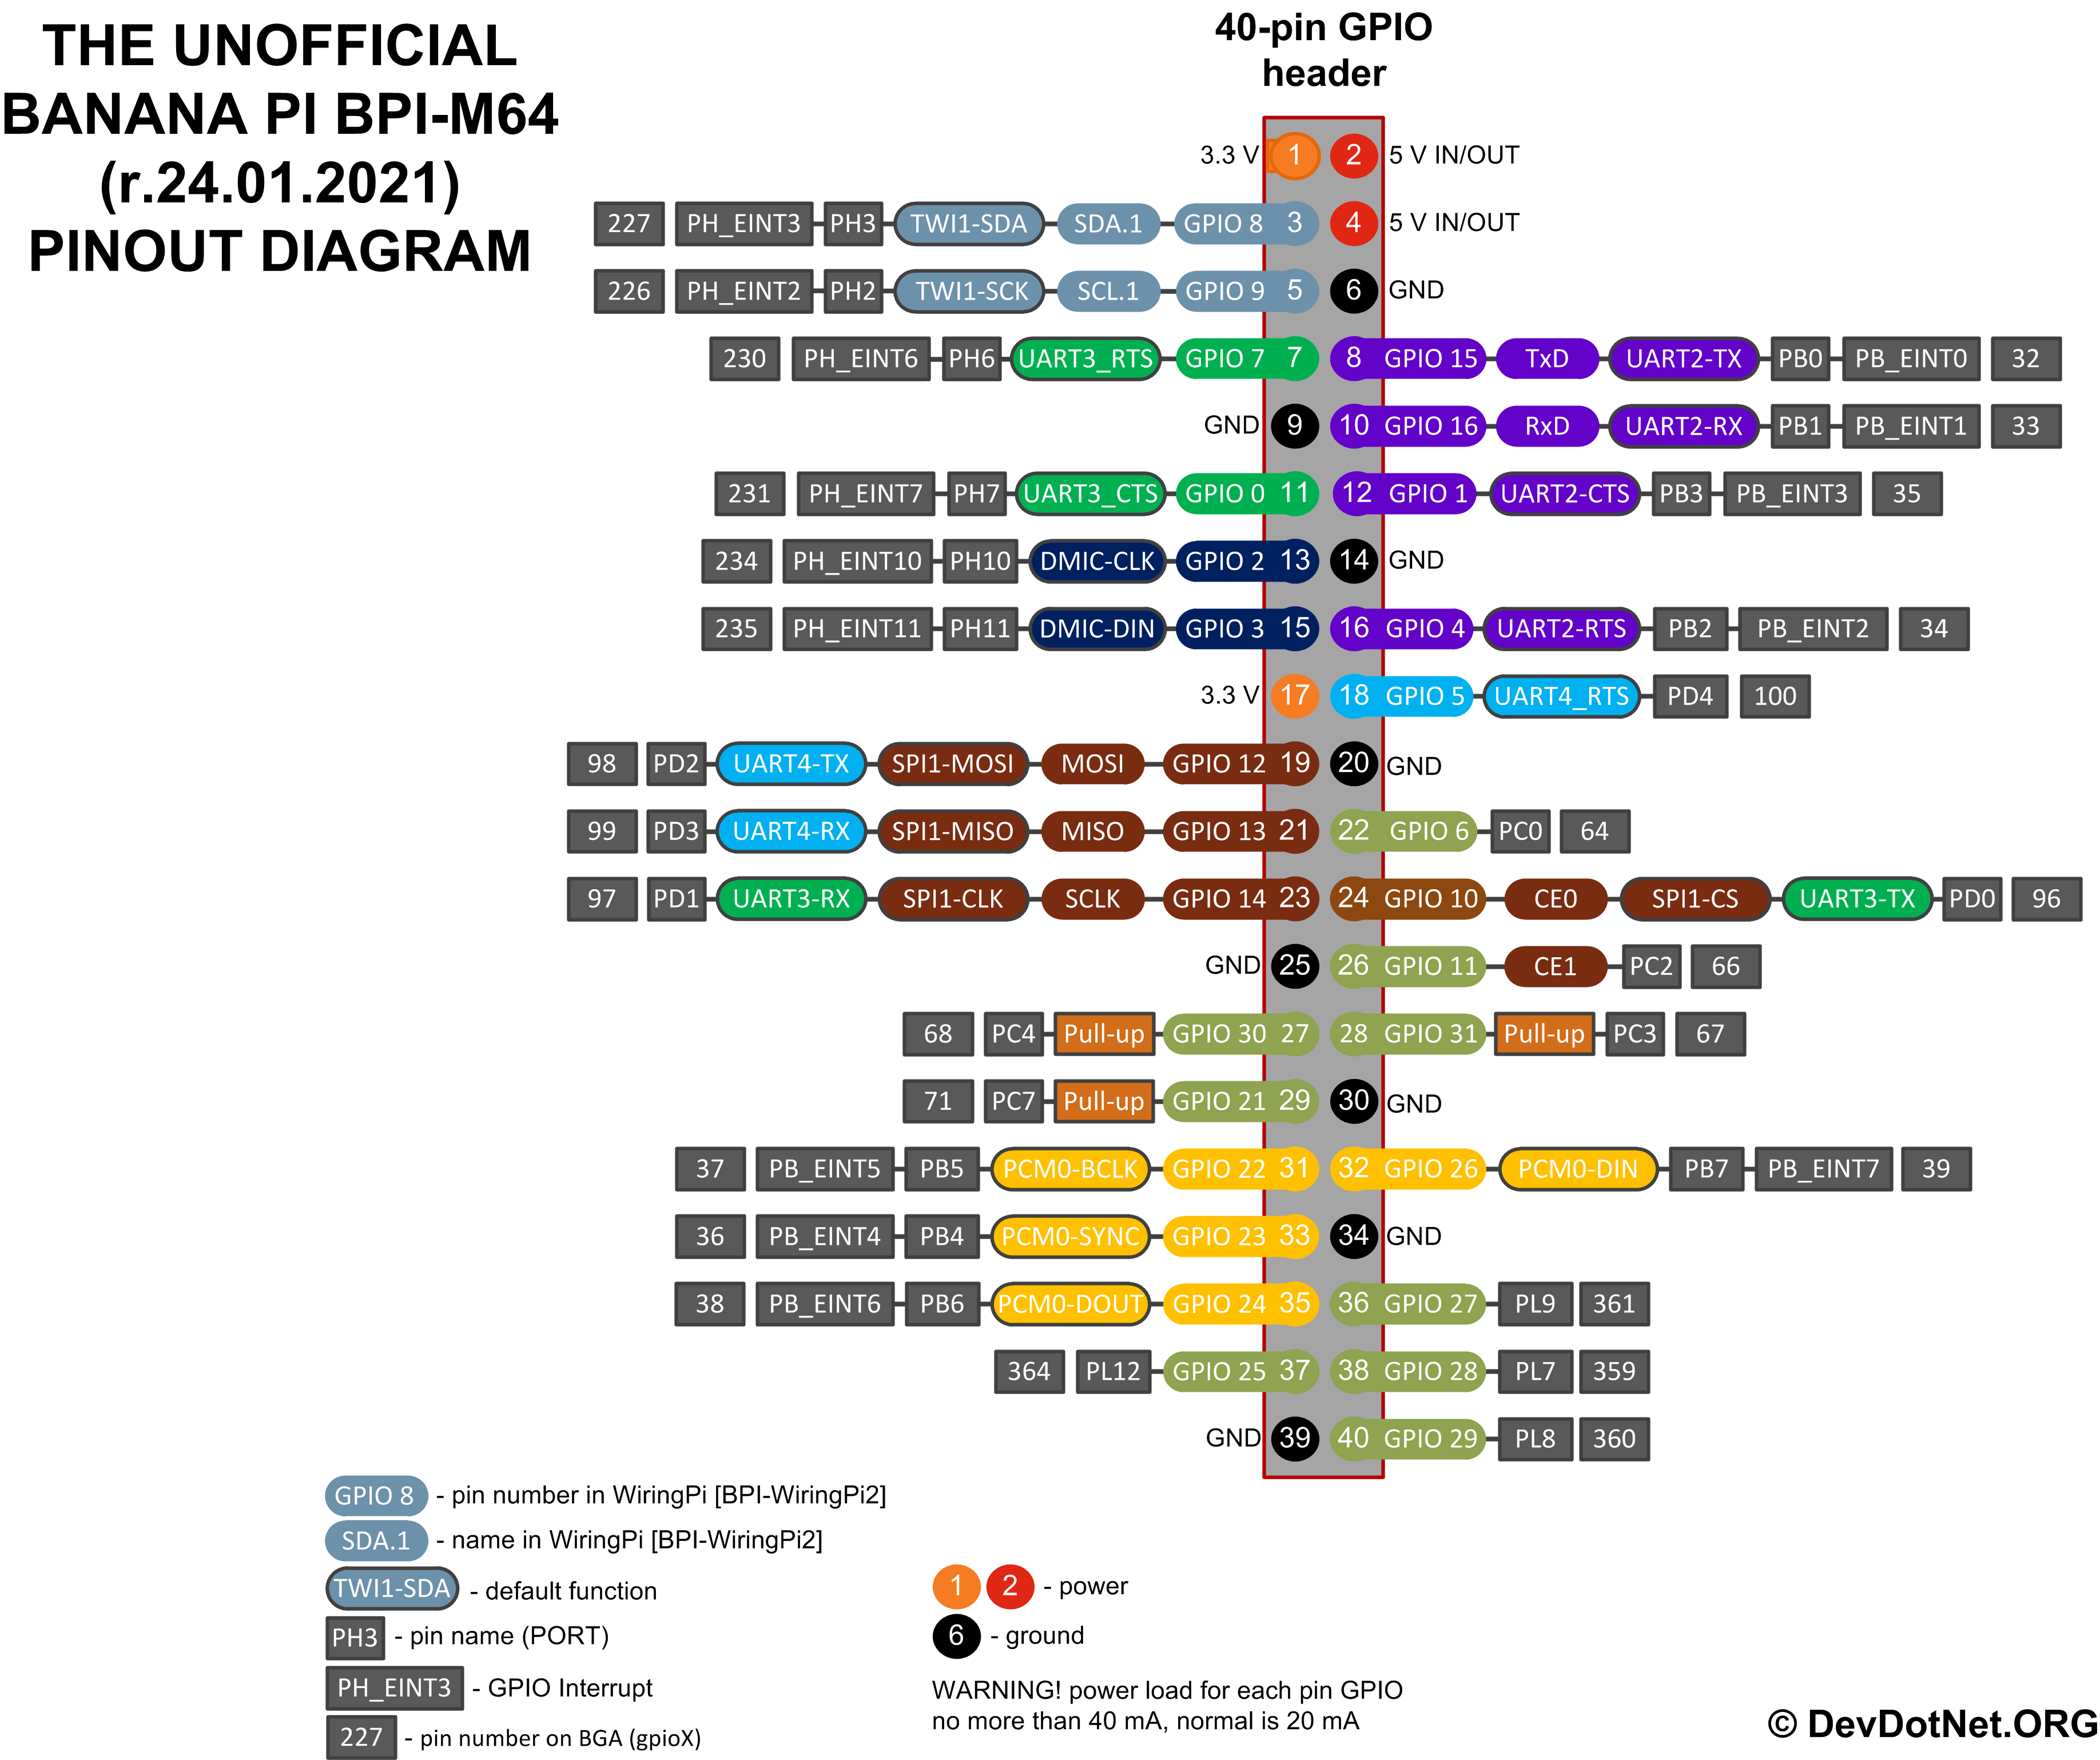 THE UNOFFICIAL
BANANA PI BPI-M64
(r.24.01.2021)
PINOUT DIAGRAM
40-pin GPIO
header
3.3 V 1 2 5 V IN/OUT
227 PH_EINT3 PH3 TWI1-SDA SDA.1 GPIO 8 3 4 5 V IN/OUT
226 PH_EINT2 PH2 TWI1-SCK SCL.1 GPIO 9 5 6 GND
230 PH_EINT6 PH6 UART3_RTS GPIO 7 7 8 GPIO 15 TxD UART2-TX PB0 PB_EINT0 32
GND 9 10 GPIO 16 RxD UART2-RX PB1 PB_EINT1 33
231 PH_EINT7 PH7 UART3_CTS GPIO 0 11 12 GPIO 1 UART2-CTS PB3 PB_EINT3 35
234 PH_EINT10 PH10 DMIC-CLK GPIO 2 13 14 GND
235 PH_EINT11 PH11 DMIC-DIN GPIO 3 15 16 GPIO 4 UART2-RTS PB2 PB_EINT2 34
3.3 V 17 18 GPIO 5 UART4_RTS PD4 100
98 PD2 UART4-TX SPI1-MOSI MOSI GPIO 12 19 20 GND
99 PD3 UART4-RX SPI1-MISO MISO GPIO 13 21 22 GPIO 6 PC0 64
97 PD1 UART3-RX SPI1-CLK SCLK GPIO 14 23 24 GPIO 10 CE0 SPI1-CS UART3-TX PD0 96
GND 25 26 GPIO 11 CE1 PC2 66
68 PC4 Pull-up GPIO 30 27 28 GPIO 31 Pull-up PC3 67
71 PC7 Pull-up GPIO 21 29 30 GND
37 PB_EINT5 PB5 PCM0-BCLK GPIO 22 31 32 GPIO 26 PCM0-DIN PB7 PB_EINT7 39
36 PB_EINT4 PB4 PCM0-SYNC GPIO 23 33 34 GND
38 PB_EINT6 PB6 PCM0-DOUT GPIO 24 35 36 GPIO 27 PL9 361
364 PL12 GPIO 25 37 38 GPIO 28 PL7 359
GND 39 40 GPIO 29 PL8 360
GPIO 8 - pin number in WiringPi [BPI-WiringPi2]
SDA.1 - name in WiringPi [BPI-WiringPi2]
TWI1-SDA - default function
PH3 - pin name (PORT)
PH_EINT3 - GPIO Interrupt
227 - pin number on BGA (gpioX)
1 2 - power
6 - ground
WARNING! power load for each pin GPIO
no more than 40 mA, normal is 20 mA
© DevDotNet.ORG